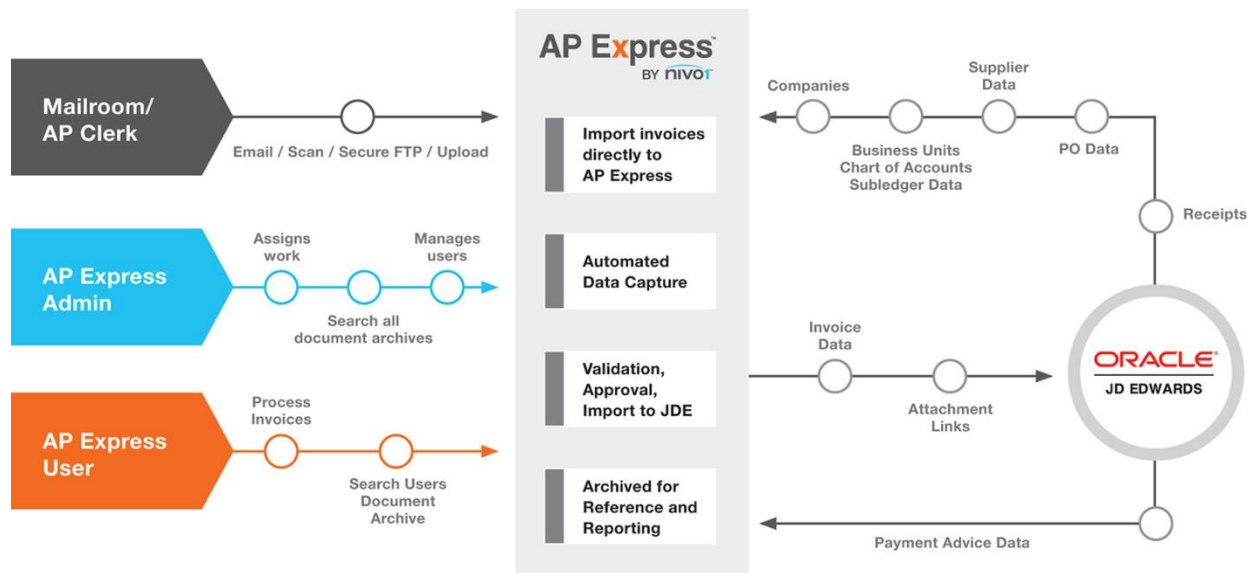 Mailroom/
AP Clerk
Email / Scan / Secure FTP / Upload
AP Express
Admin
Assigns
work
Search all
document archives
Manages
users
AP Express
User
Process
Invoices
Search Users
Document
Archive
AP Express™
BY nivo1
Import invoices
directly to
AP Express
Automated
Data Capture
Validation,
Approval,
Import to JDE
Archived for
Reference and
Reporting
Companies
Business Units
Chart of Accounts
Subledger Data
Supplier
Data
PO Data
Receipts
Invoice
Data
Attachment
Links
ORACLE®
JD EDWARDS
Payment Advice Data